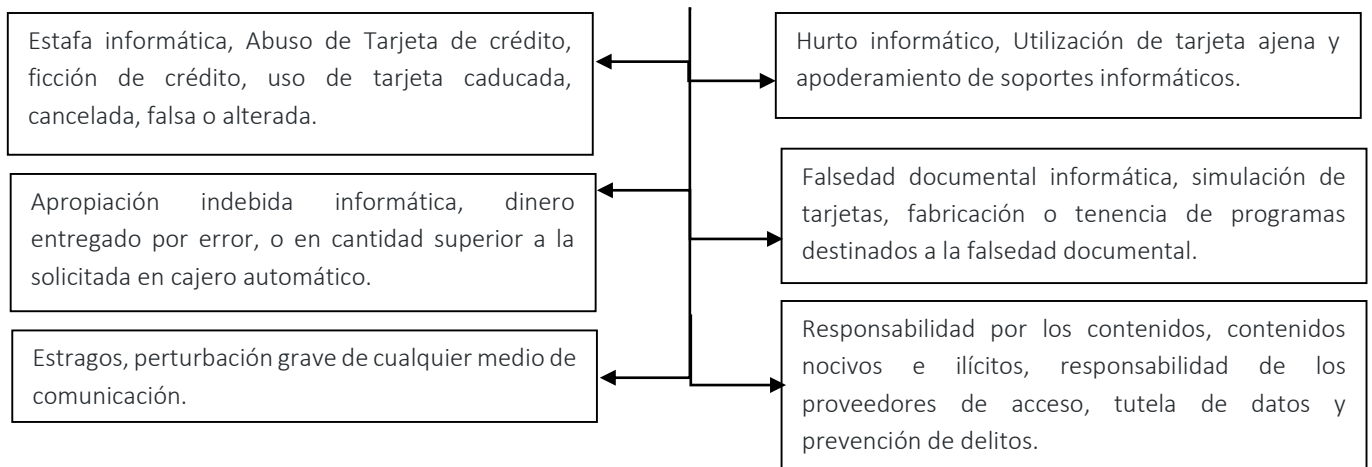 Estafa informática, Abuso de Tarjeta de crédito,
ficción de crédito, uso de tarjeta caducada,
cancelada, falsa o alterada.
Hurto informático, Utilización de tarjeta ajena y
apoderamiento de soportes informáticos.
Apropiación indebida informática, dinero
entregado por error, o en cantidad superior a la
solicitada en cajero automático.
Falsedad documental informática, simulación de
tarjetas, fabricación o tenencia de programas
destinados a la falsedad documental.
Estragos, perturbación grave de cualquier medio de
comunicación.
Responsabilidad por los contenidos, contenidos
nocivos e ilícitos, responsabilidad de los
proveedores de acceso, tutela de datos y
prevención de delitos.